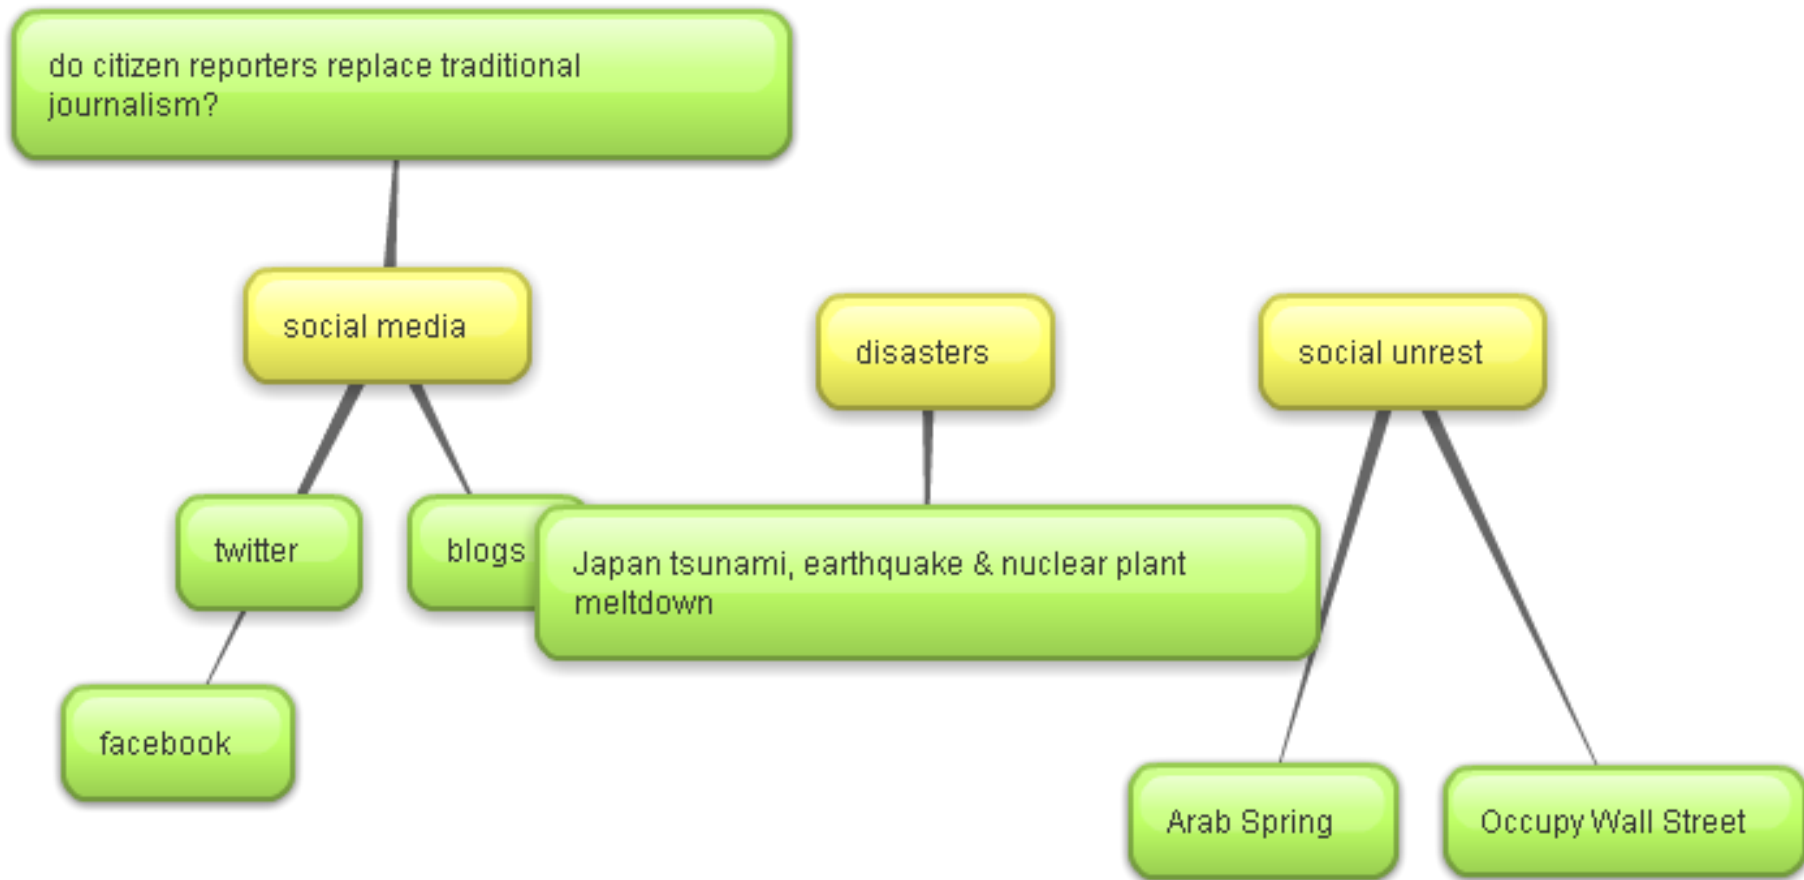 do citizen reporters replace traditional
journalism?
social media
disasters
social unrest
twitter
blogs
Japan tsunami, earthquake & nuclear plant
meltdown
facebook
Arab Spring
Occupy Wall Street